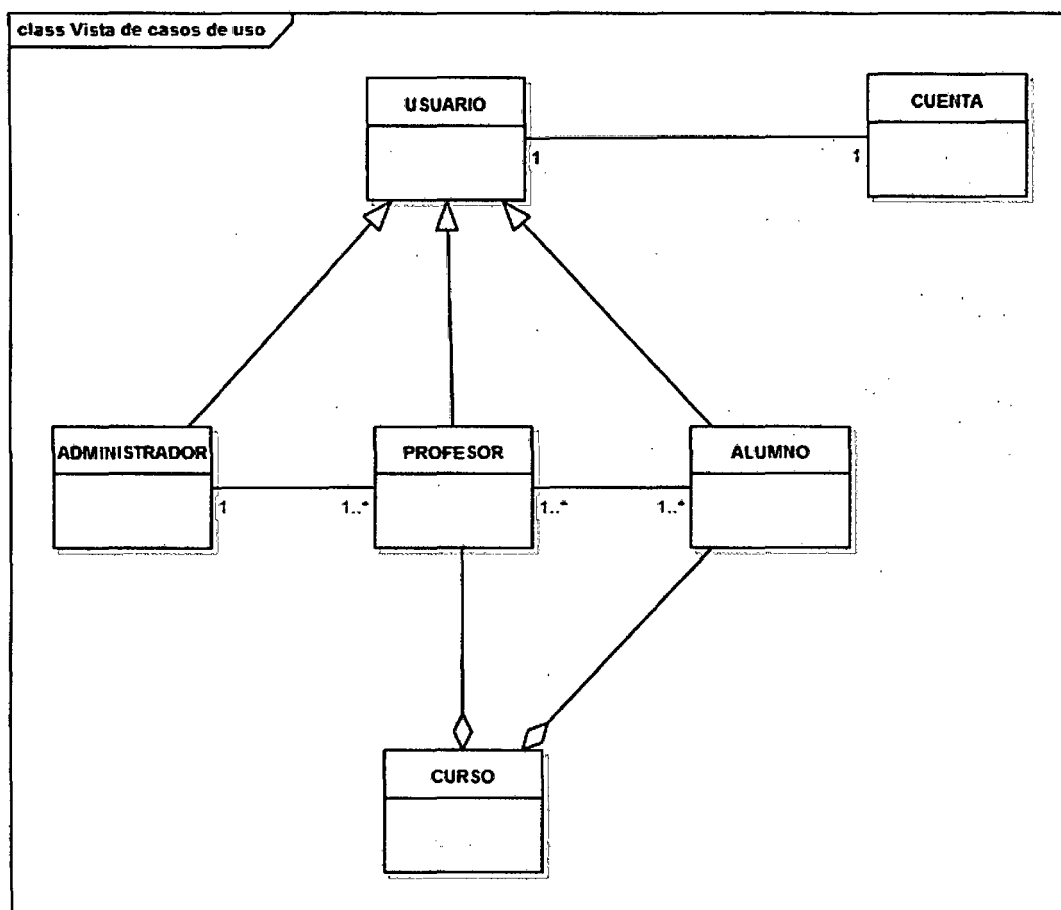 class Vista de casos de uso
USUARIO
CUENTA
1
1
ADMINISTRADOR
PROFESOR
ALUMNO
1
1..*
1..*
1..*
CURSO